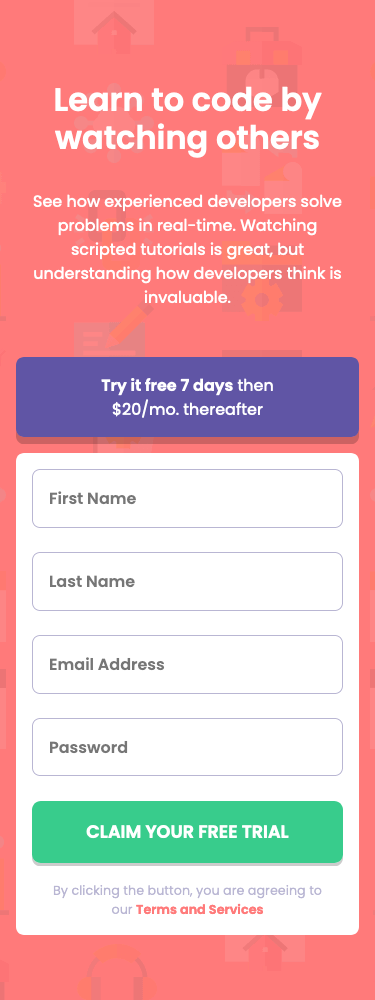 Learn to code by
watching others
See how experienced developers solve
problems in real-time. Watching
scripted tutorials is great, but
understanding how developers think is
invaluable.
Try it free 7 days then
$20/mo. thereafter
First Name
Last Name
Email Address
Password
CLAIM YOUR FREE TRIAL
By clicking the button, you are agreeing to
our Terms and Services